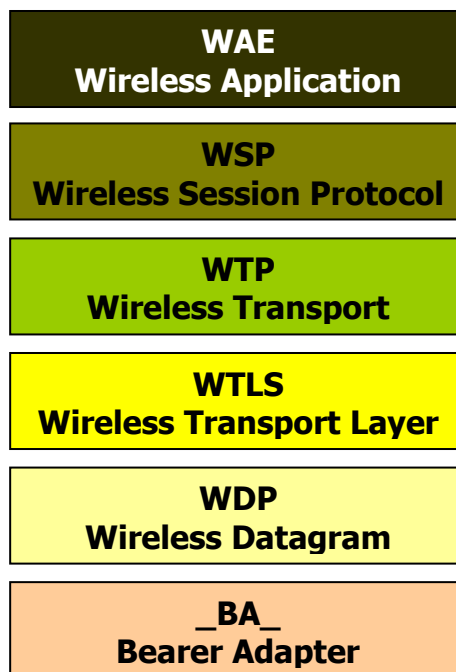 WAE
Wireless Application
WSP
Wireless Session Protocol
WTP
Wireless Transport
WTLS
Wireless Transport Layer
WDP
Wireless Datagram
_BA_
Bearer Adapter